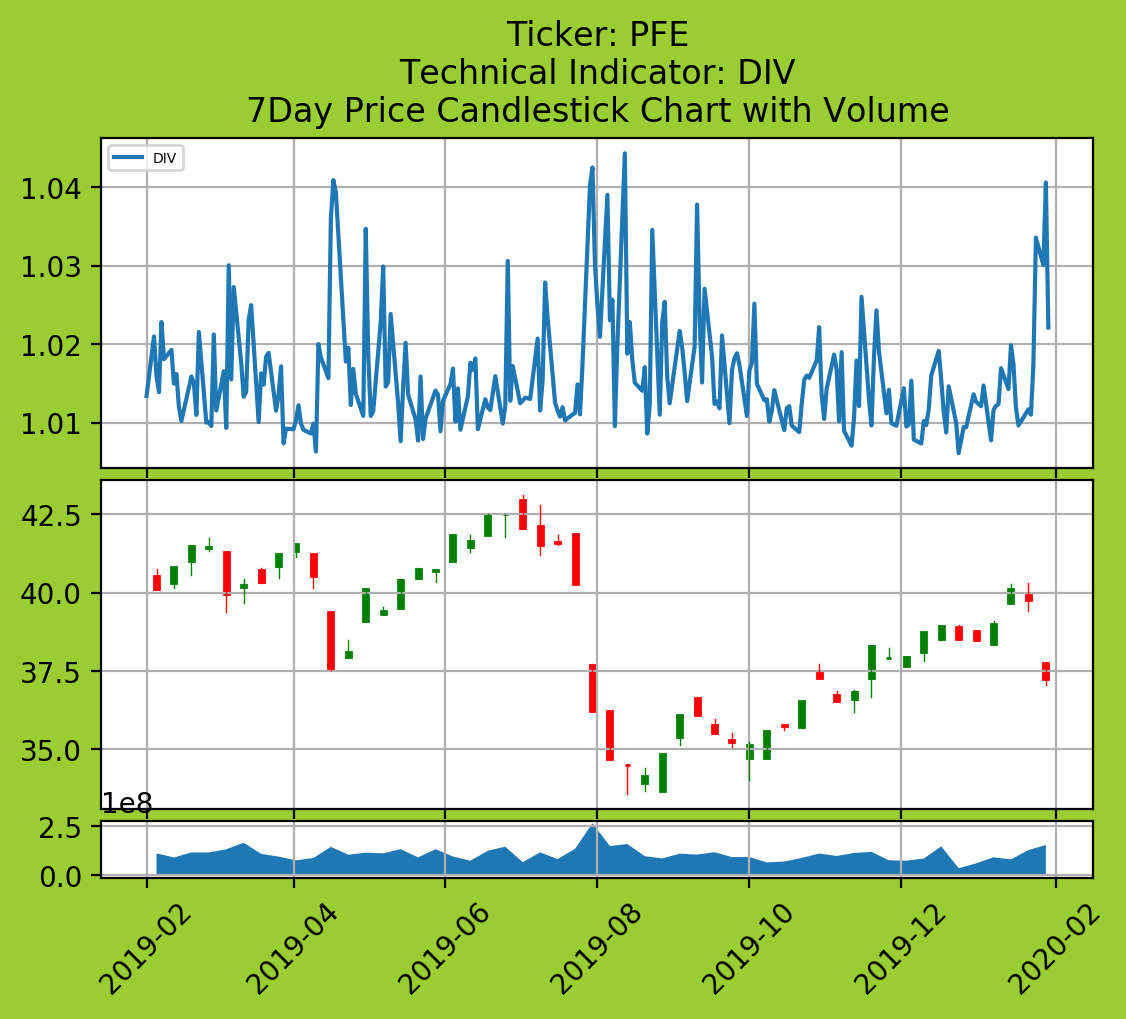 Ticker: PFE
Technical Indicator: DIV
7Day Price Candlestick Chart with Volume
DIV
1.04
1.03
1.02
1.01
42.5
40.0
37.5
35.0
1e8
2.5
0.0
2019-02 2019-04 2019-06 2019-08 2019-10 2019-12 2020-02